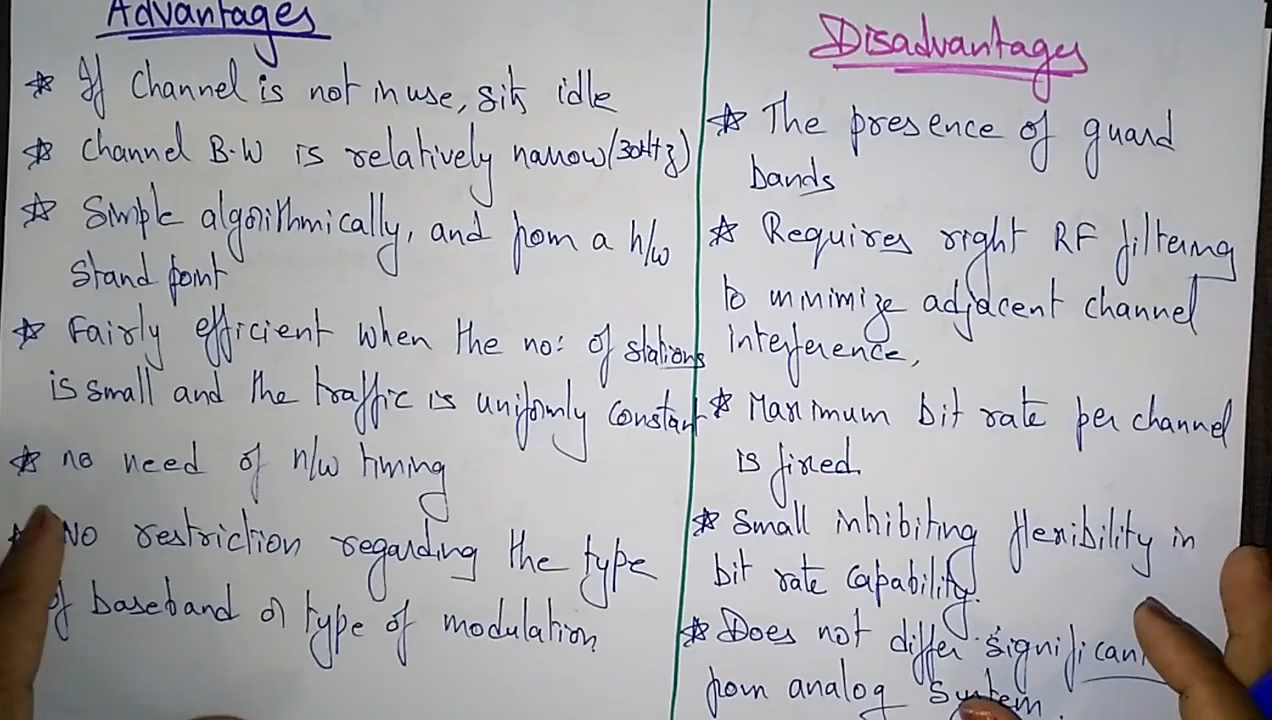 Advantages
* If Channel is not in use, sits idle
* channel B.W is relatively narrow (30Hz)
* Simple algorithmically, and from a h/w
stand point
* Fairly efficient when the no: of stations
is small and the traffic is uniformly constant
* no need of n/w timing
* No restriction regarding the type
of baseband or type of modulation
Disadvantages
* The presence of guard
bands
* Requires right RF filtering
to minimize adjacent channel
interference,
* Maximum bit rate per channel
is fixed.
* Small inhibiting flexibility in
bit rate capability.
* Does not differ significan
from analog system.